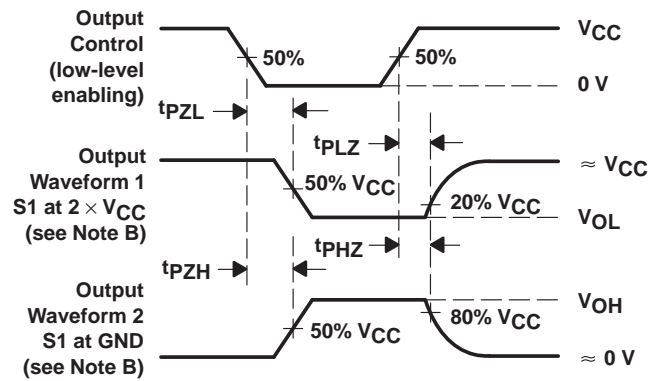 Output
Control
(low-level
enabling)
50%
50%
VCC
0 V
tPZL
tPLZ
Output
Waveform 1
S1 at 2 × VCC
(see Note B)
50% VCC
20% VCC
≈ VCC
VOL
tPZH
tPHZ
Output
Waveform 2
S1 at GND
(see Note B)
50% VCC
80% VCC
VOH
≈ 0 V